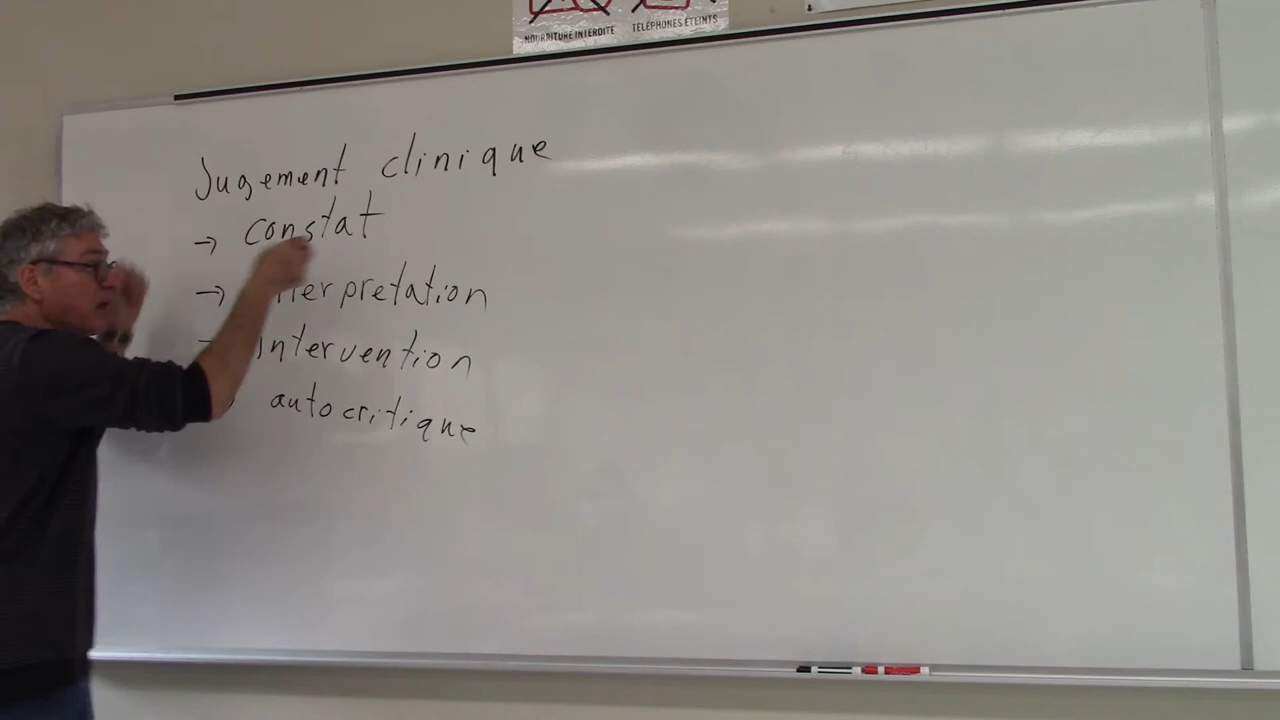 NOURRITURE INTERDITE
TÉLÉPHONES ÉTEINTS
Jugement clinique
→ constat
→ interpretation
→ intervention
autocritique